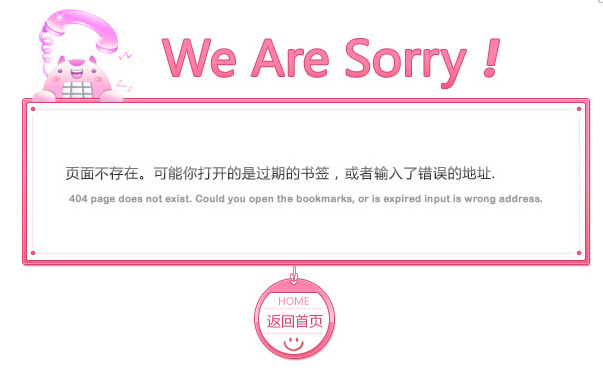 We Are Sorry！
页面不存在。可能你打开的是过期的书签，或者输入了错误的地址.
404 page does not exist. Could you open the bookmarks, or is expired input is wrong address.
HOME
返回首页